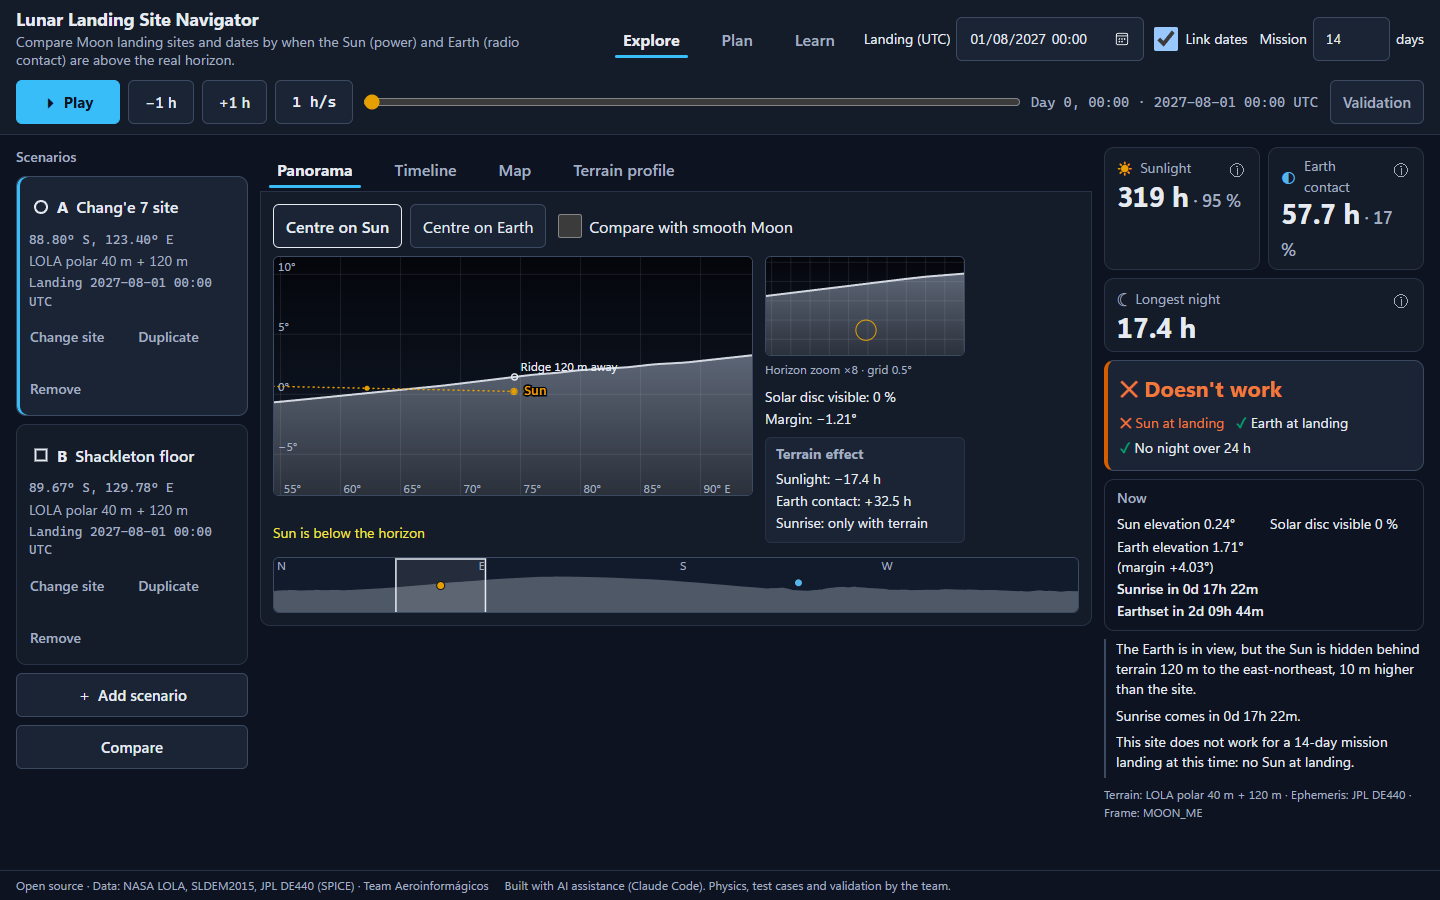 Lunar Landing Site Navigator
Compare Moon landing sites and dates by when the Sun (power) and Earth (radio
contact) are above the real horizon.
Explore
Plan
Learn
Landing (UTC)
01/08/2027 00:00
Link dates
Mission
14
days
Play
−1 h
+1 h
1 h/s
Day 0, 00:00 · 2027-08-01 00:00 UTC
Validation
Scenarios
A Chang'e 7 site
88.80° S, 123.40° E
LOLA polar 40 m + 120 m
Landing 2027-08-01 00:00
UTC
Change site
Duplicate
Remove
B Shackleton floor
89.67° S, 129.78° E
LOLA polar 40 m + 120 m
Landing 2027-08-01 00:00
UTC
Change site
Duplicate
Remove
+ Add scenario
Compare
Panorama
Timeline
Map
Terrain profile
Centre on Sun
Centre on Earth
Compare with smooth Moon
10°
5°
0°
−5°
Ridge 120 m away
Sun
55°
60°
65°
70°
75°
80°
85°
90° E
Horizon zoom ×8 · grid 0.5°
Solar disc visible: 0 %
Margin: −1.21°
Terrain effect
Sunlight: −17.4 h
Earth contact: +32.5 h
Sunrise: only with terrain
Sun is below the horizon
N
E
S
W
Sunlight
319 h · 95 %
Earth
contact
57.7 h · 17
%
Longest night
17.4 h
Doesn't work
Sun at landing
Earth at landing
No night over 24 h
Now
Sun elevation 0.24°
Solar disc visible 0 %
Earth elevation 1.71°
(margin +4.03°)
Sunrise in 0d 17h 22m
Earthset in 2d 09h 44m
The Earth is in view, but the Sun is hidden behind
terrain 120 m to the east-northeast, 10 m higher
than the site.
Sunrise comes in 0d 17h 22m.
This site does not work for a 14-day mission
landing at this time: no Sun at landing.
Terrain: LOLA polar 40 m + 120 m · Ephemeris: JPL DE440 ·
Frame: MOON_ME
Open source · Data: NASA LOLA, SLDEM2015, JPL DE440 (SPICE) · Team Aeroinformágicos
Built with AI assistance (Claude Code). Physics, test cases and validation by the team.